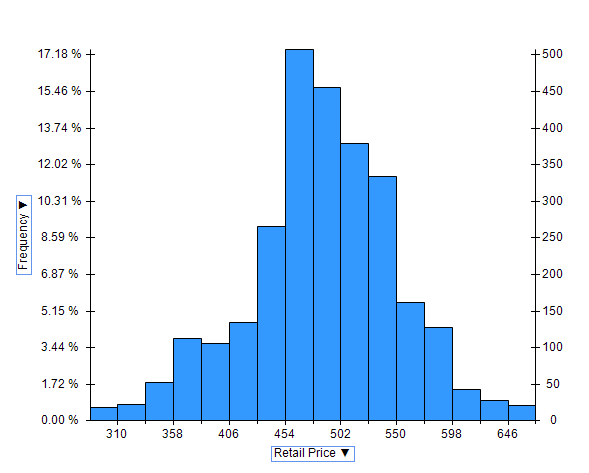 17.18 % 500
15.46 % 450
13.74 % 400
12.02 % 350
10.31 % 300
8.59 % 250
6.87 % 200
5.15 % 150
3.44 % 100
1.72 % 50
0.00 % 0
Frequency ▼
310 358 406 454 502 550 598 646
Retail Price ▼